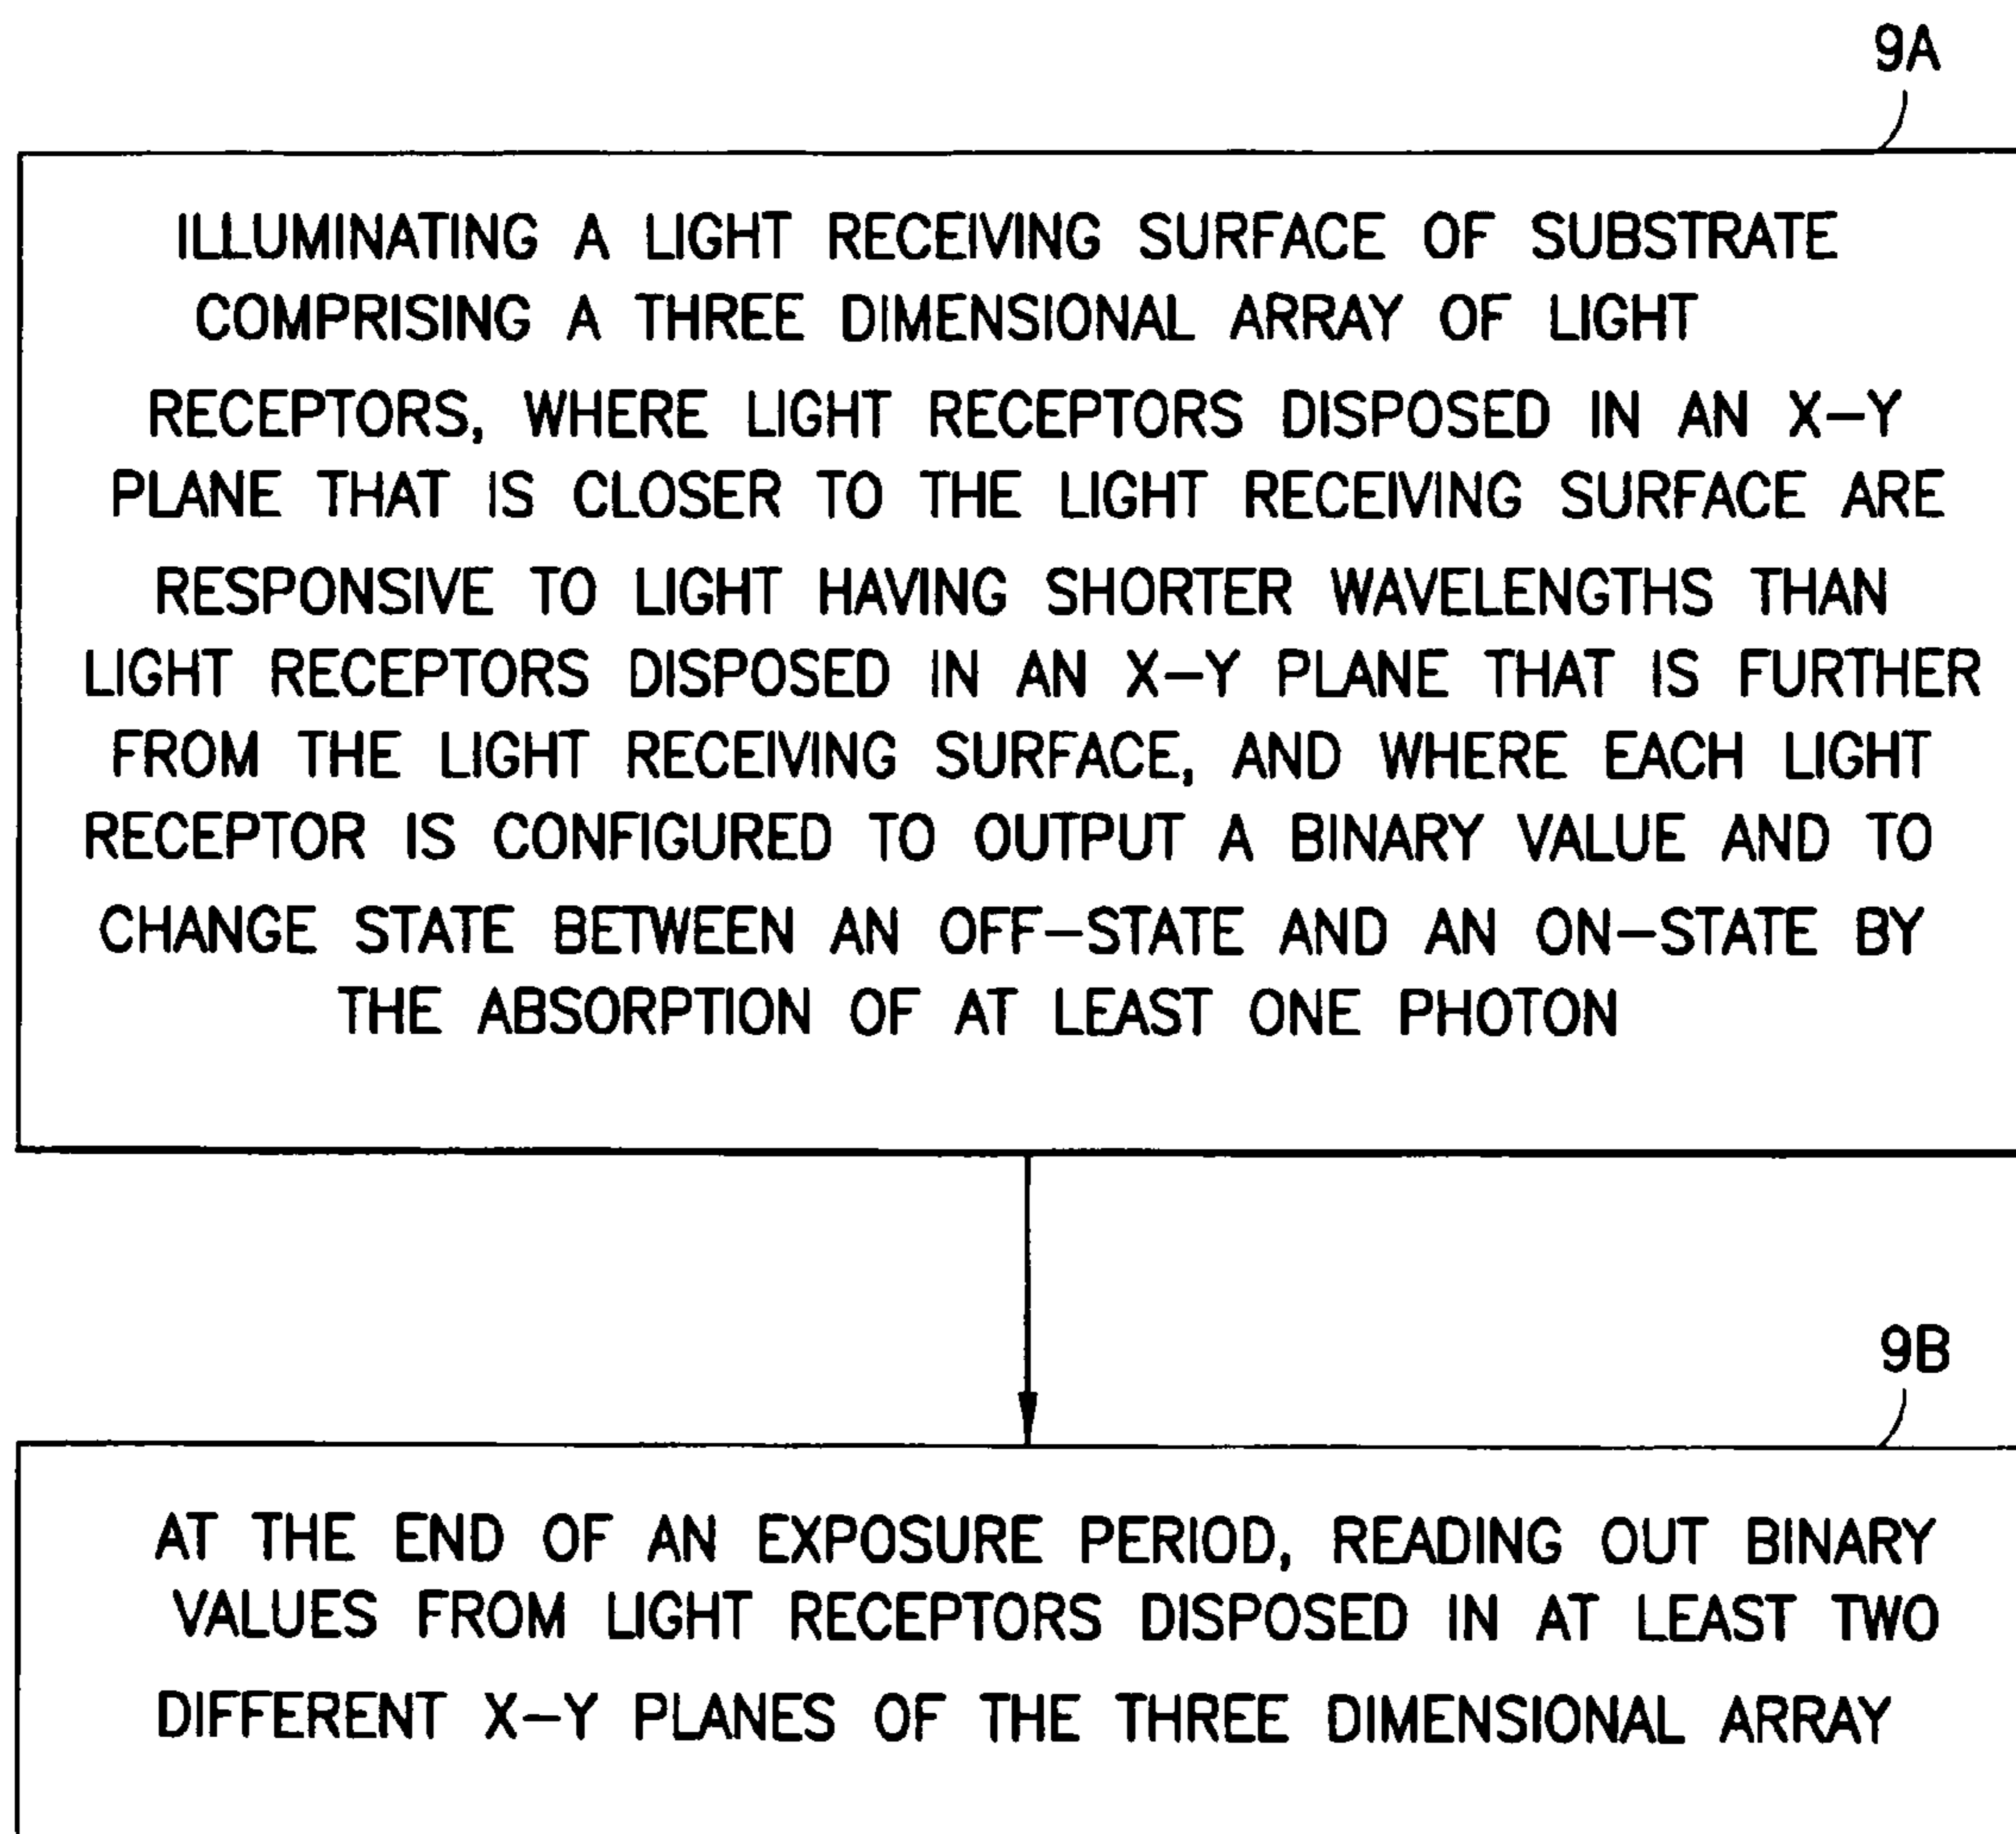 9A
ILLUMINATING A LIGHT RECEIVING SURFACE OF SUBSTRATE
COMPRISING A THREE DIMENSIONAL ARRAY OF LIGHT
RECEPTORS, WHERE LIGHT RECEPTORS DISPOSED IN AN X–Y
PLANE THAT IS CLOSER TO THE LIGHT RECEIVING SURFACE ARE
RESPONSIVE TO LIGHT HAVING SHORTER WAVELENGTHS THAN
LIGHT RECEPTORS DISPOSED IN AN X–Y PLANE THAT IS FURTHER
FROM THE LIGHT RECEIVING SURFACE, AND WHERE EACH LIGHT
RECEPTOR IS CONFIGURED TO OUTPUT A BINARY VALUE AND TO
CHANGE STATE BETWEEN AN OFF–STATE AND AN ON–STATE BY
THE ABSORPTION OF AT LEAST ONE PHOTON
9B
AT THE END OF AN EXPOSURE PERIOD, READING OUT BINARY
VALUES FROM LIGHT RECEPTORS DISPOSED IN AT LEAST TWO
DIFFERENT X–Y PLANES OF THE THREE DIMENSIONAL ARRAY